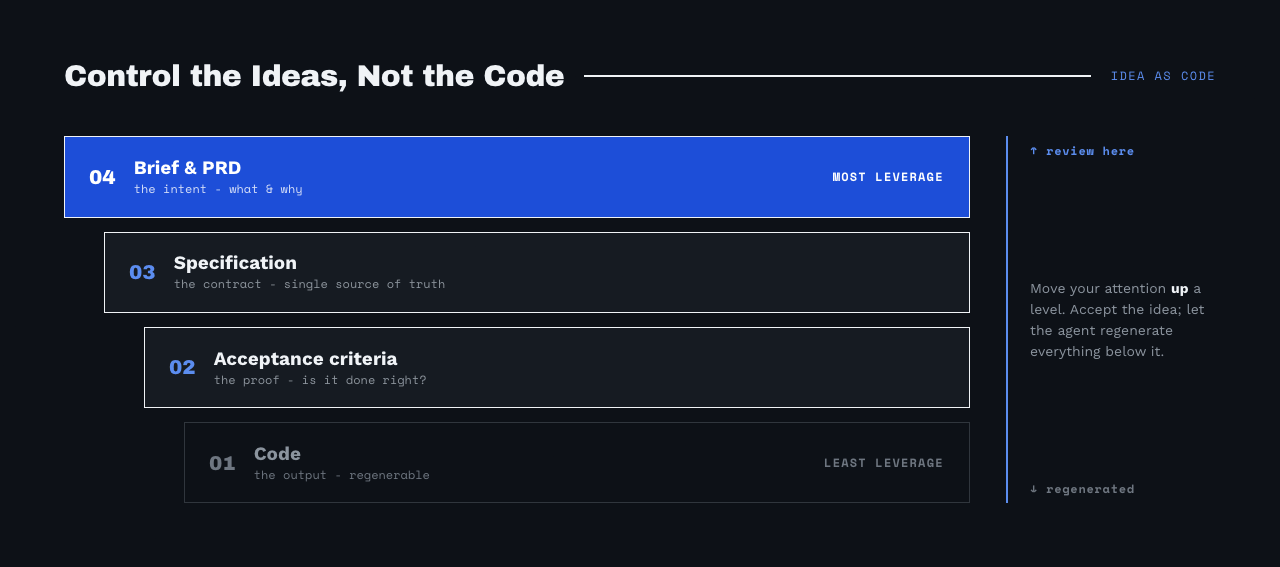 Control the Ideas, Not the Code
IDEA AS CODE
04
Brief & PRD
the intent - what & why
MOST LEVERAGE
03
Specification
the contract - single source of truth
02
Acceptance criteria
the proof - is it done right?
01
Code
the output - regenerable
LEAST LEVERAGE
↑ review here
Move your attention up a
level. Accept the idea; let
the agent regenerate
everything below it.
↓ regenerated